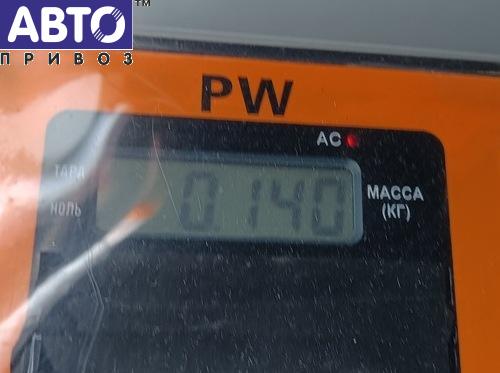 АВТО™
ПРИВОЗ
PW
AC
ТАРА
НОЛЬ
0.140
МАССА
(КГ)